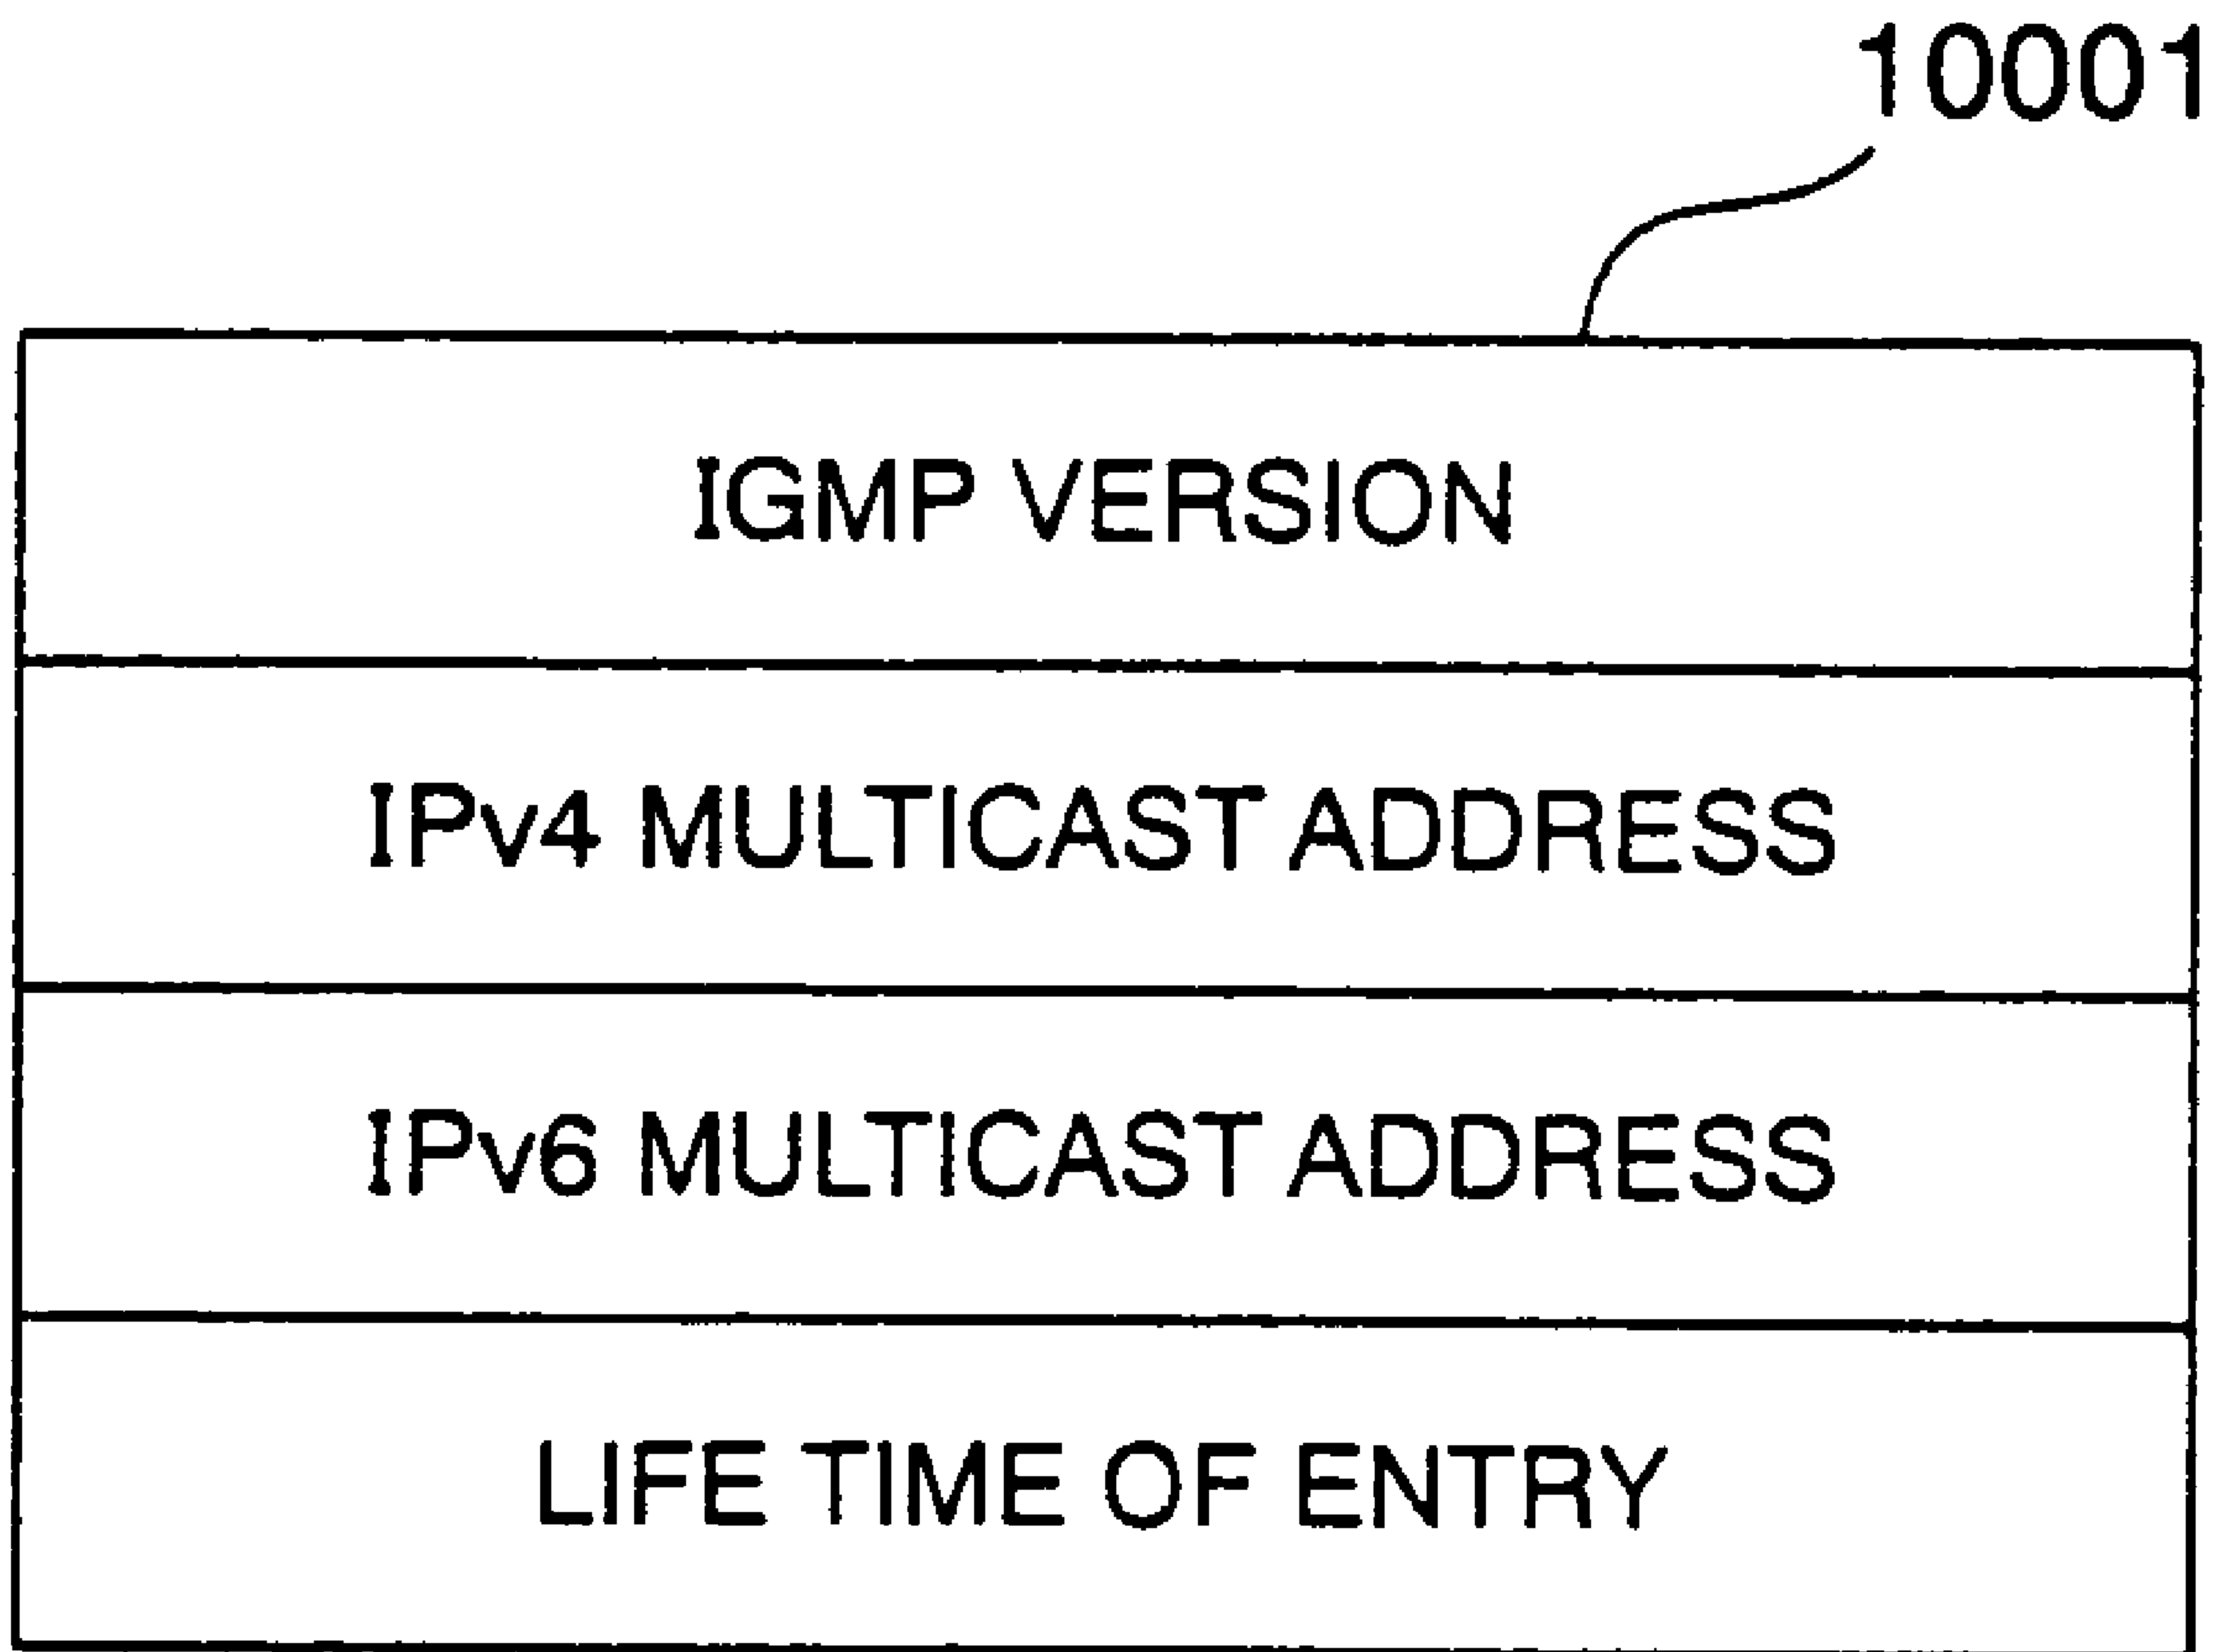 10001
IGMP VERSION
IPv4 MULTICAST ADDRESS
IPv6 MULTICAST ADDRESS
LIFE TIME OF ENTRY